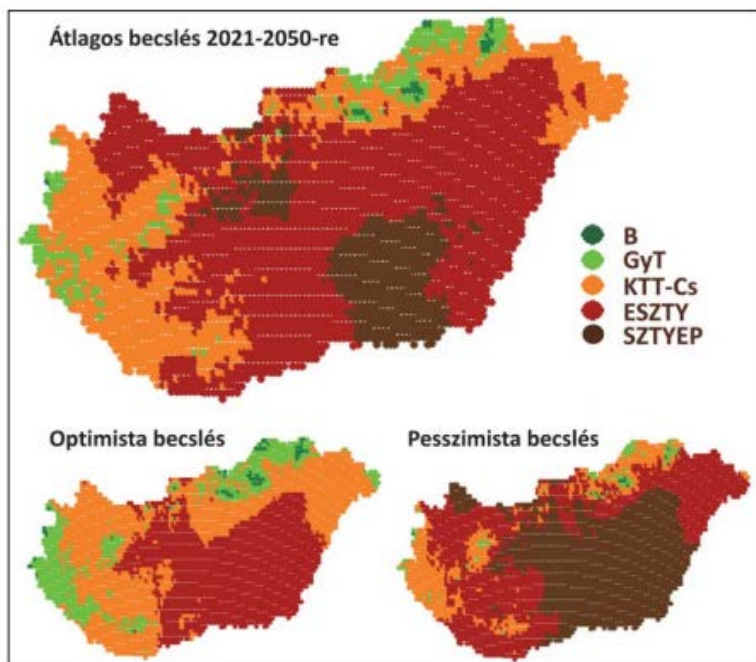 Átlagos becslés 2021-2050-re
B
GyT
KTT-Cs
ESZTY
SZTYEP
Optimista becslés
Pesszimista becslés